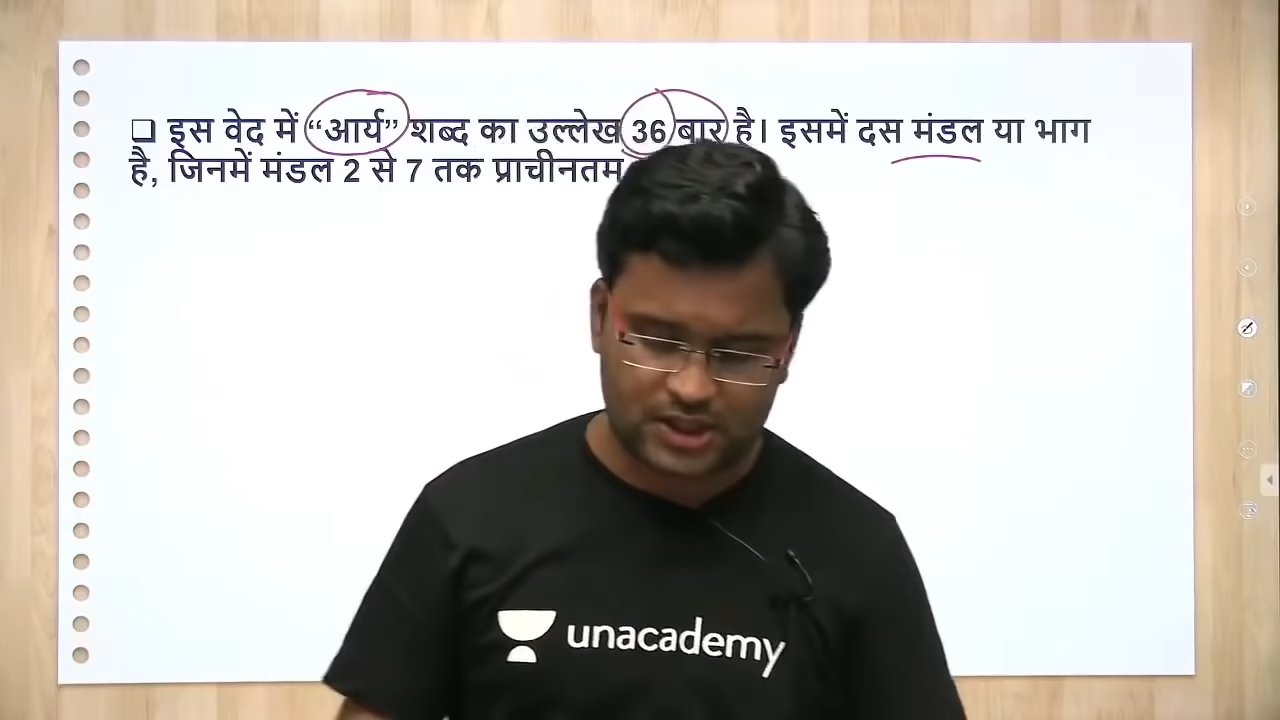 ❑ इस वेद में “आर्य” शब्द का उल्लेख 36 बार है। इसमें दस मंडल या भाग
है, जिनमें मंडल 2 से 7 तक प्राचीनतम
unacademy